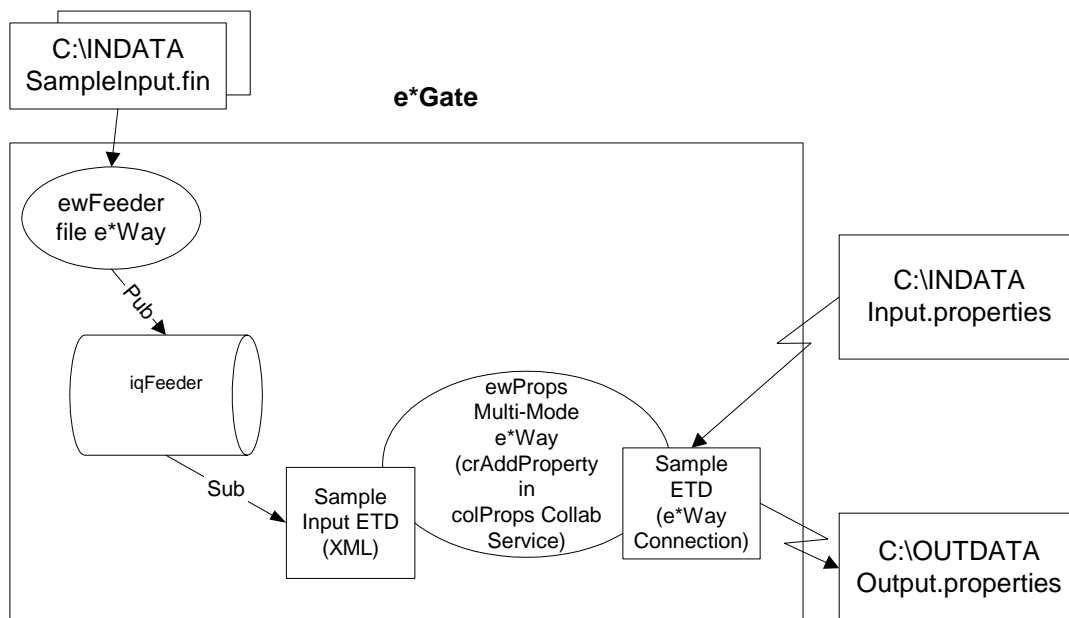 C:\INDATA
SampleInput.fin
e*Gate
ewFeeder
file e*Way
Pub
iqFeeder
Sub
Sample
Input ETD
(XML)
ewProps
Multi-Mode
e*Way
(crAddProperty
in
colProps Collab
Service)
Sample
ETD
(e*Way
Connection)
C:\INDATA
Input.properties
C:\OUTDATA
Output.properties